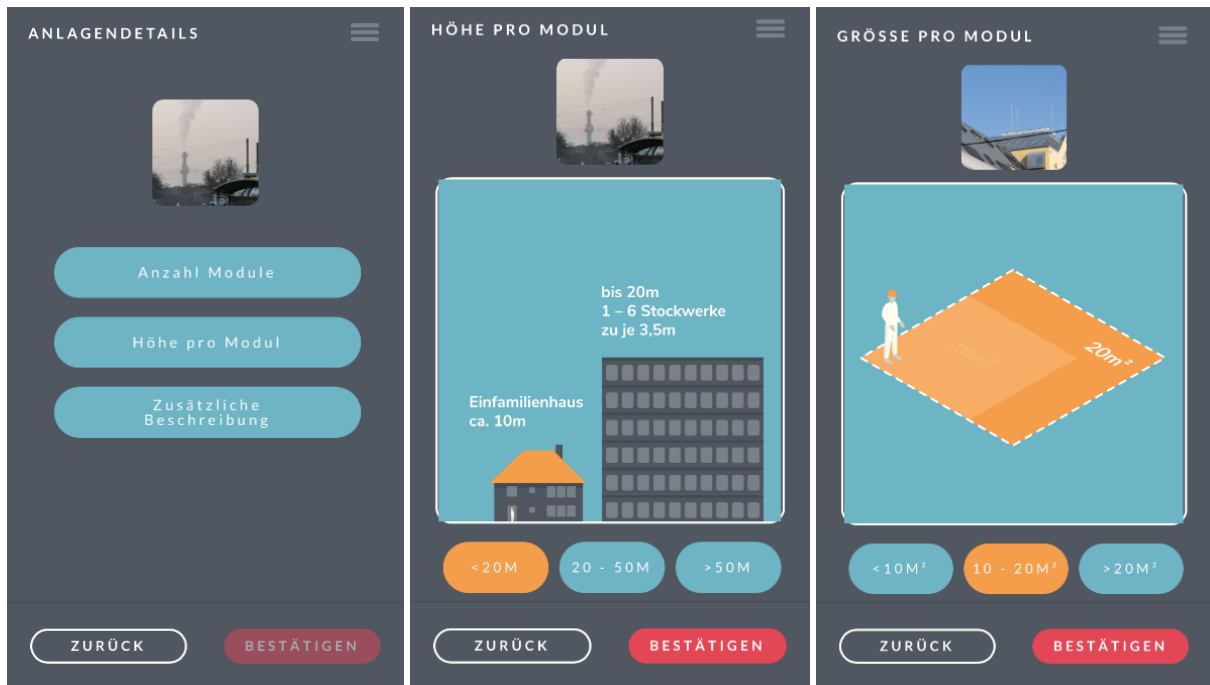 ANLAGENDETAILS
Anzahl Module
Höhe pro Modul
Zusätzliche
Beschreibung
ZURÜCK
BESTÄTIGEN
HÖHE PRO MODUL
bis 20m
1 – 6 Stockwerke
zu je 3,5m
Einfamilienhaus
ca. 10m
<20M
20 - 50M
>50M
ZURÜCK
BESTÄTIGEN
GRÖSSE PRO MODUL
10m²
20m²
<10M²
10 - 20M²
>20M²
ZURÜCK
BESTÄTIGEN